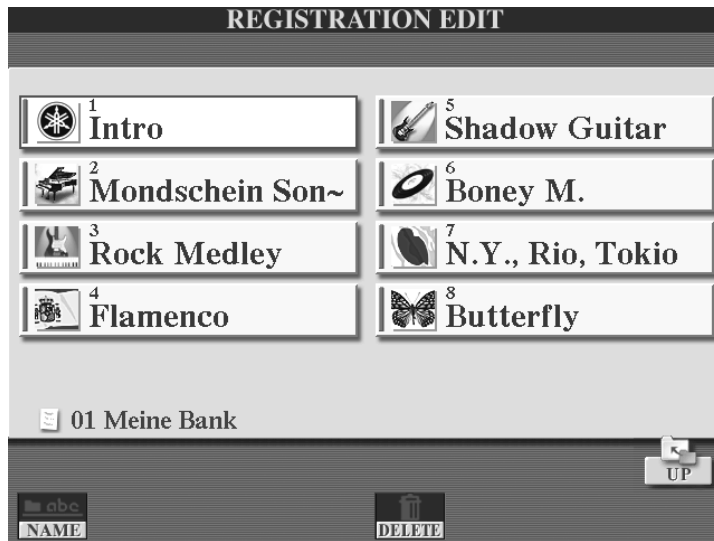 REGISTRATION EDIT
1
Intro
2
Mondschein Son~
3
Rock Medley
4
Flamenco
5
Shadow Guitar
6
Boney M.
7
N.Y., Rio, Tokio
8
Butterfly
01 Meine Bank
UP
abc
NAME
DELETE